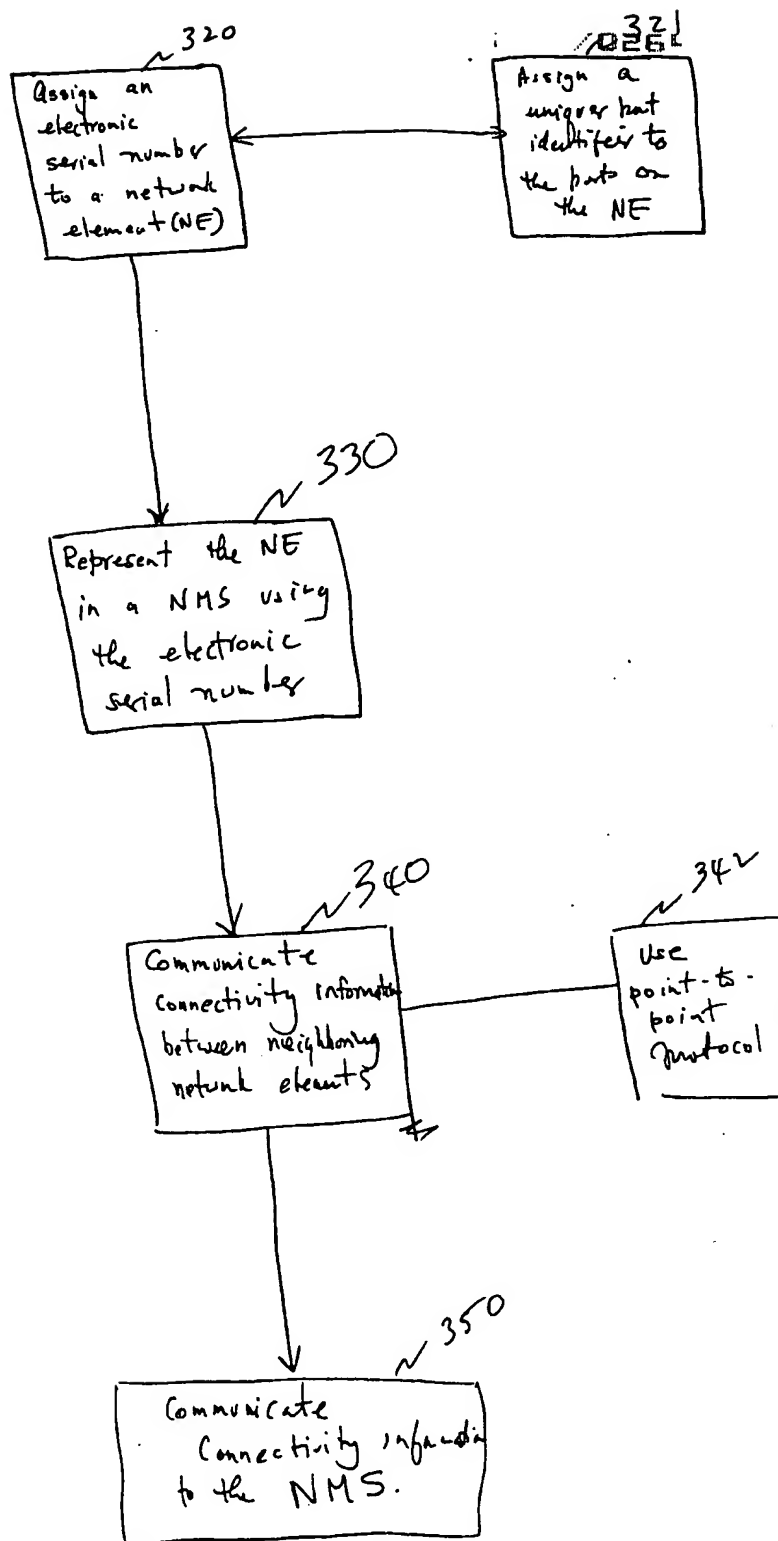 320
Assign an
electronic
serial number
to a network
element (NE)
321
Assign a
unique port
identifier to
the ports on
the NE
330
Represent the NE
in a NMS using
the electronic
serial number
340
Communicate
connectivity information
between neighboring
network elements
342
Use
point-to-
point
protocol
350
Communicate
Connectivity information
to the NMS.